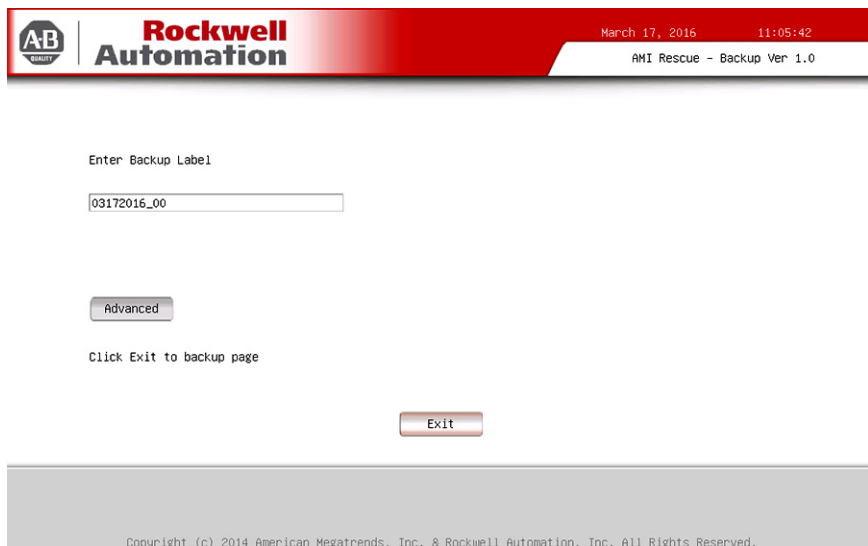 A·B
QUALITY
Rockwell
Automation
March 17, 2016 11:05:42
AMI Rescue - Backup Ver 1.0
Enter Backup Label
03172016_00
Advanced
Click Exit to backup page
Exit
Copyright (c) 2014 American Megatrends, Inc. & Rockwell Automation, Inc. All Rights Reserved.